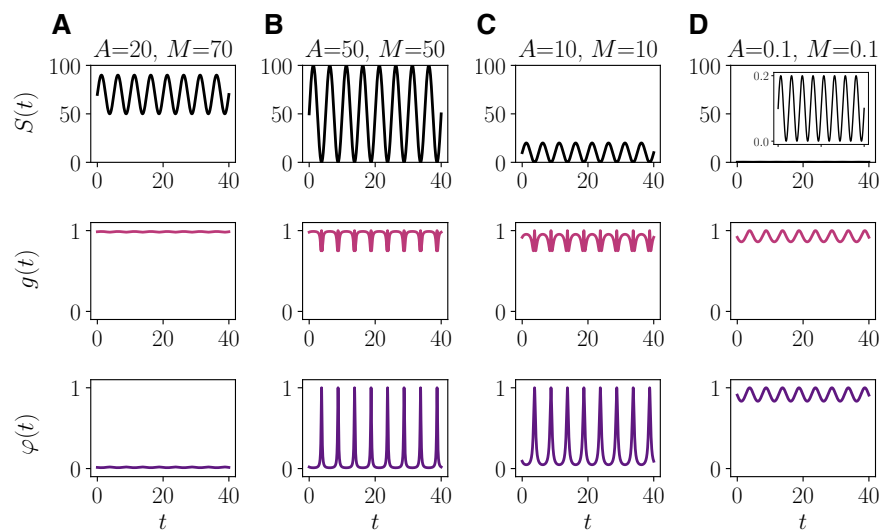 A B C D
A=20, M=70 A=50, M=50 A=10, M=10 A=0.1, M=0.1
S(t)
100 100 100 100
50 50 50 50
0 0 0 0
0.2
0.0
0 20 40 0 20 40 0 20 40 0 20 40
g(t)
1 1 1 1
0 0 0 0
0 20 40 0 20 40 0 20 40 0 20 40
φ(t)
1 1 1 1
0 0 0 0
0 20 40 0 20 40 0 20 40 0 20 40
t t t t